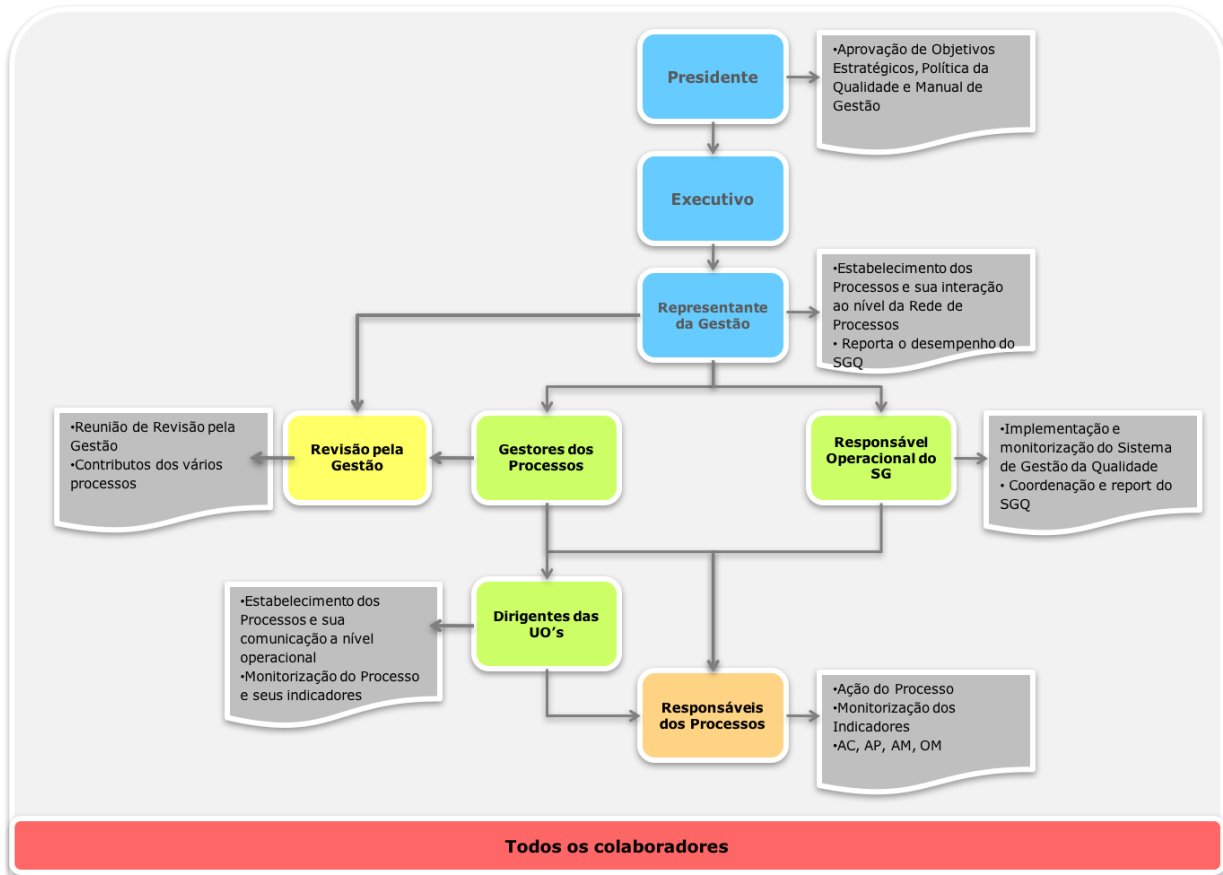 Presidente
•Aprovação de Objetivos
Estratégicos, Política da
Qualidade e Manual de
Gestão
Executivo
Representante
da Gestão
•Estabelecimento dos
Processos e sua interação
ao nível da Rede de
Processos
• Reporta o desempenho do
SGQ
•Reunião de Revisão pela
Gestão
•Contributos dos vários
processos
Revisão pela
Gestão
Gestores dos
Processos
Responsável
Operacional do
SG
•Implementação e
monitorização do Sistema
de Gestão da Qualidade
• Coordenação e report do
SGQ
•Estabelecimento dos
Processos e sua
comunicação a nível
operacional
•Monitorização do Processo
e seus indicadores
Dirigentes das
UO’s
Responsáveis
dos Processos
•Ação do Processo
•Monitorização dos
Indicadores
•AC, AP, AM, OM
Todos os colaboradores